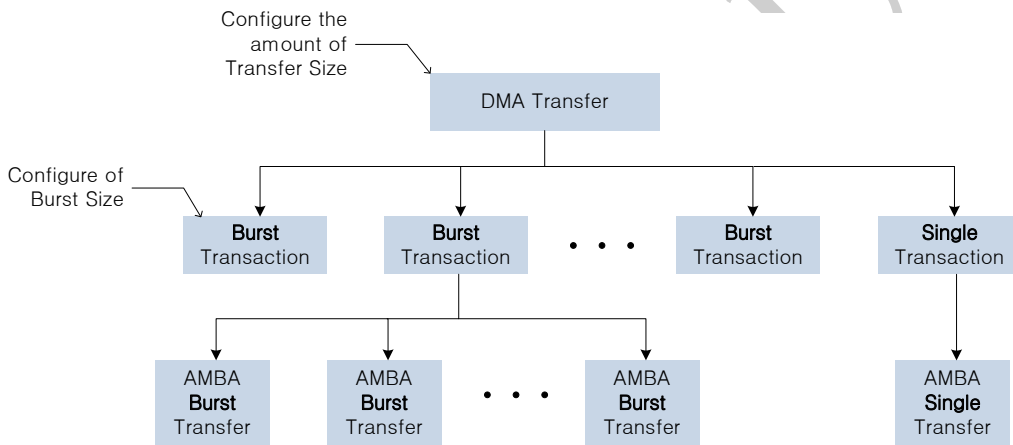 Configure the
amount of
Transfer Size
DMA Transfer
Configure of
Burst Size
Burst
Transaction
Burst
Transaction
Burst
Transaction
Single
Transaction
AMBA
Burst
Transfer
AMBA
Burst
Transfer
AMBA
Burst
Transfer
AMBA
Single
Transfer